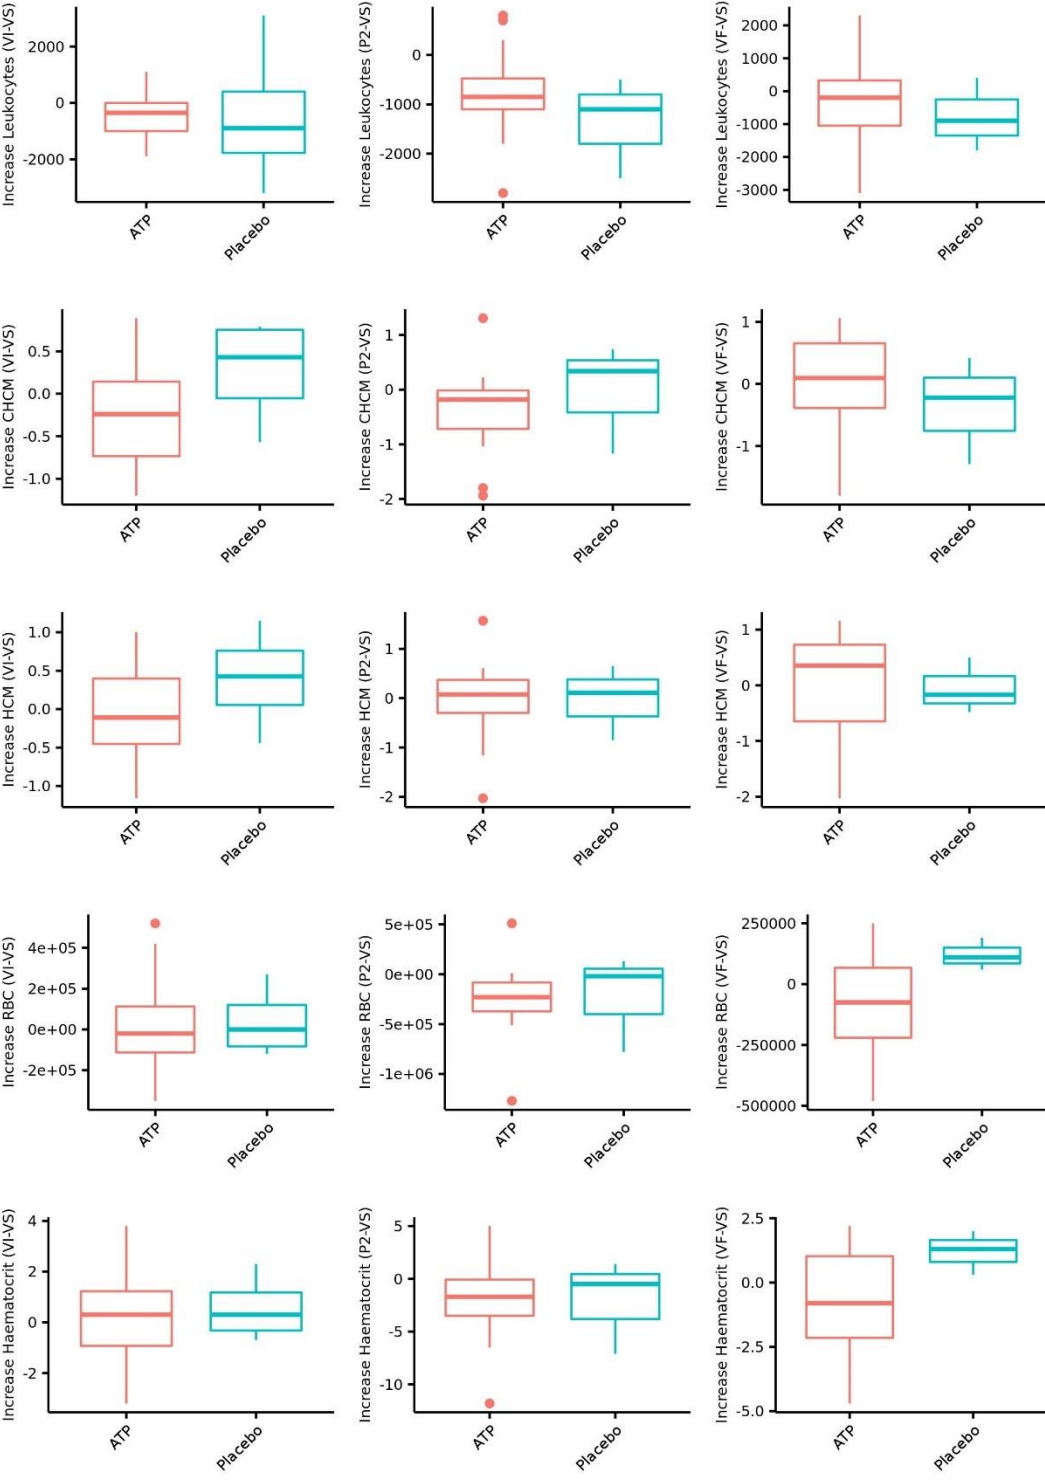 Increase Leukocytes (VI-VS)
2000
0
-2000
ATP
Placebo
Increase Leukocytes (P2-VS)
0
-1000
-2000
ATP
Placebo
Increase Leukocytes (VF-VS)
2000
1000
0
-1000
-2000
-3000
ATP
Placebo
Increase CHCM (VI-VS)
0.5
0.0
-0.5
-1.0
ATP
Placebo
Increase CHCM (P2-VS)
1
0
-1
-2
ATP
Placebo
Increase CHCM (VF-VS)
1
0
-1
ATP
Placebo
Increase HCM (VI-VS)
1.0
0.5
0.0
-0.5
-1.0
ATP
Placebo
Increase HCM (P2-VS)
1
0
-1
-2
ATP
Placebo
Increase HCM (VF-VS)
1
0
-1
-2
ATP
Placebo
Increase RBC (VI-VS)
4e+05
2e+05
0e+00
-2e+05
ATP
Placebo
Increase RBC (P2-VS)
5e+05
0e+00
-5e+05
-1e+06
ATP
Placebo
Increase RBC (VF-VS)
250000
0
-250000
-500000
ATP
Placebo
Increase Haematocrit (VI-VS)
4
2
0
-2
ATP
Placebo
Increase Haematocrit (P2-VS)
5
0
-5
-10
ATP
Placebo
Increase Haematocrit (VF-VS)
2.5
0.0
-2.5
-5.0
ATP
Placebo